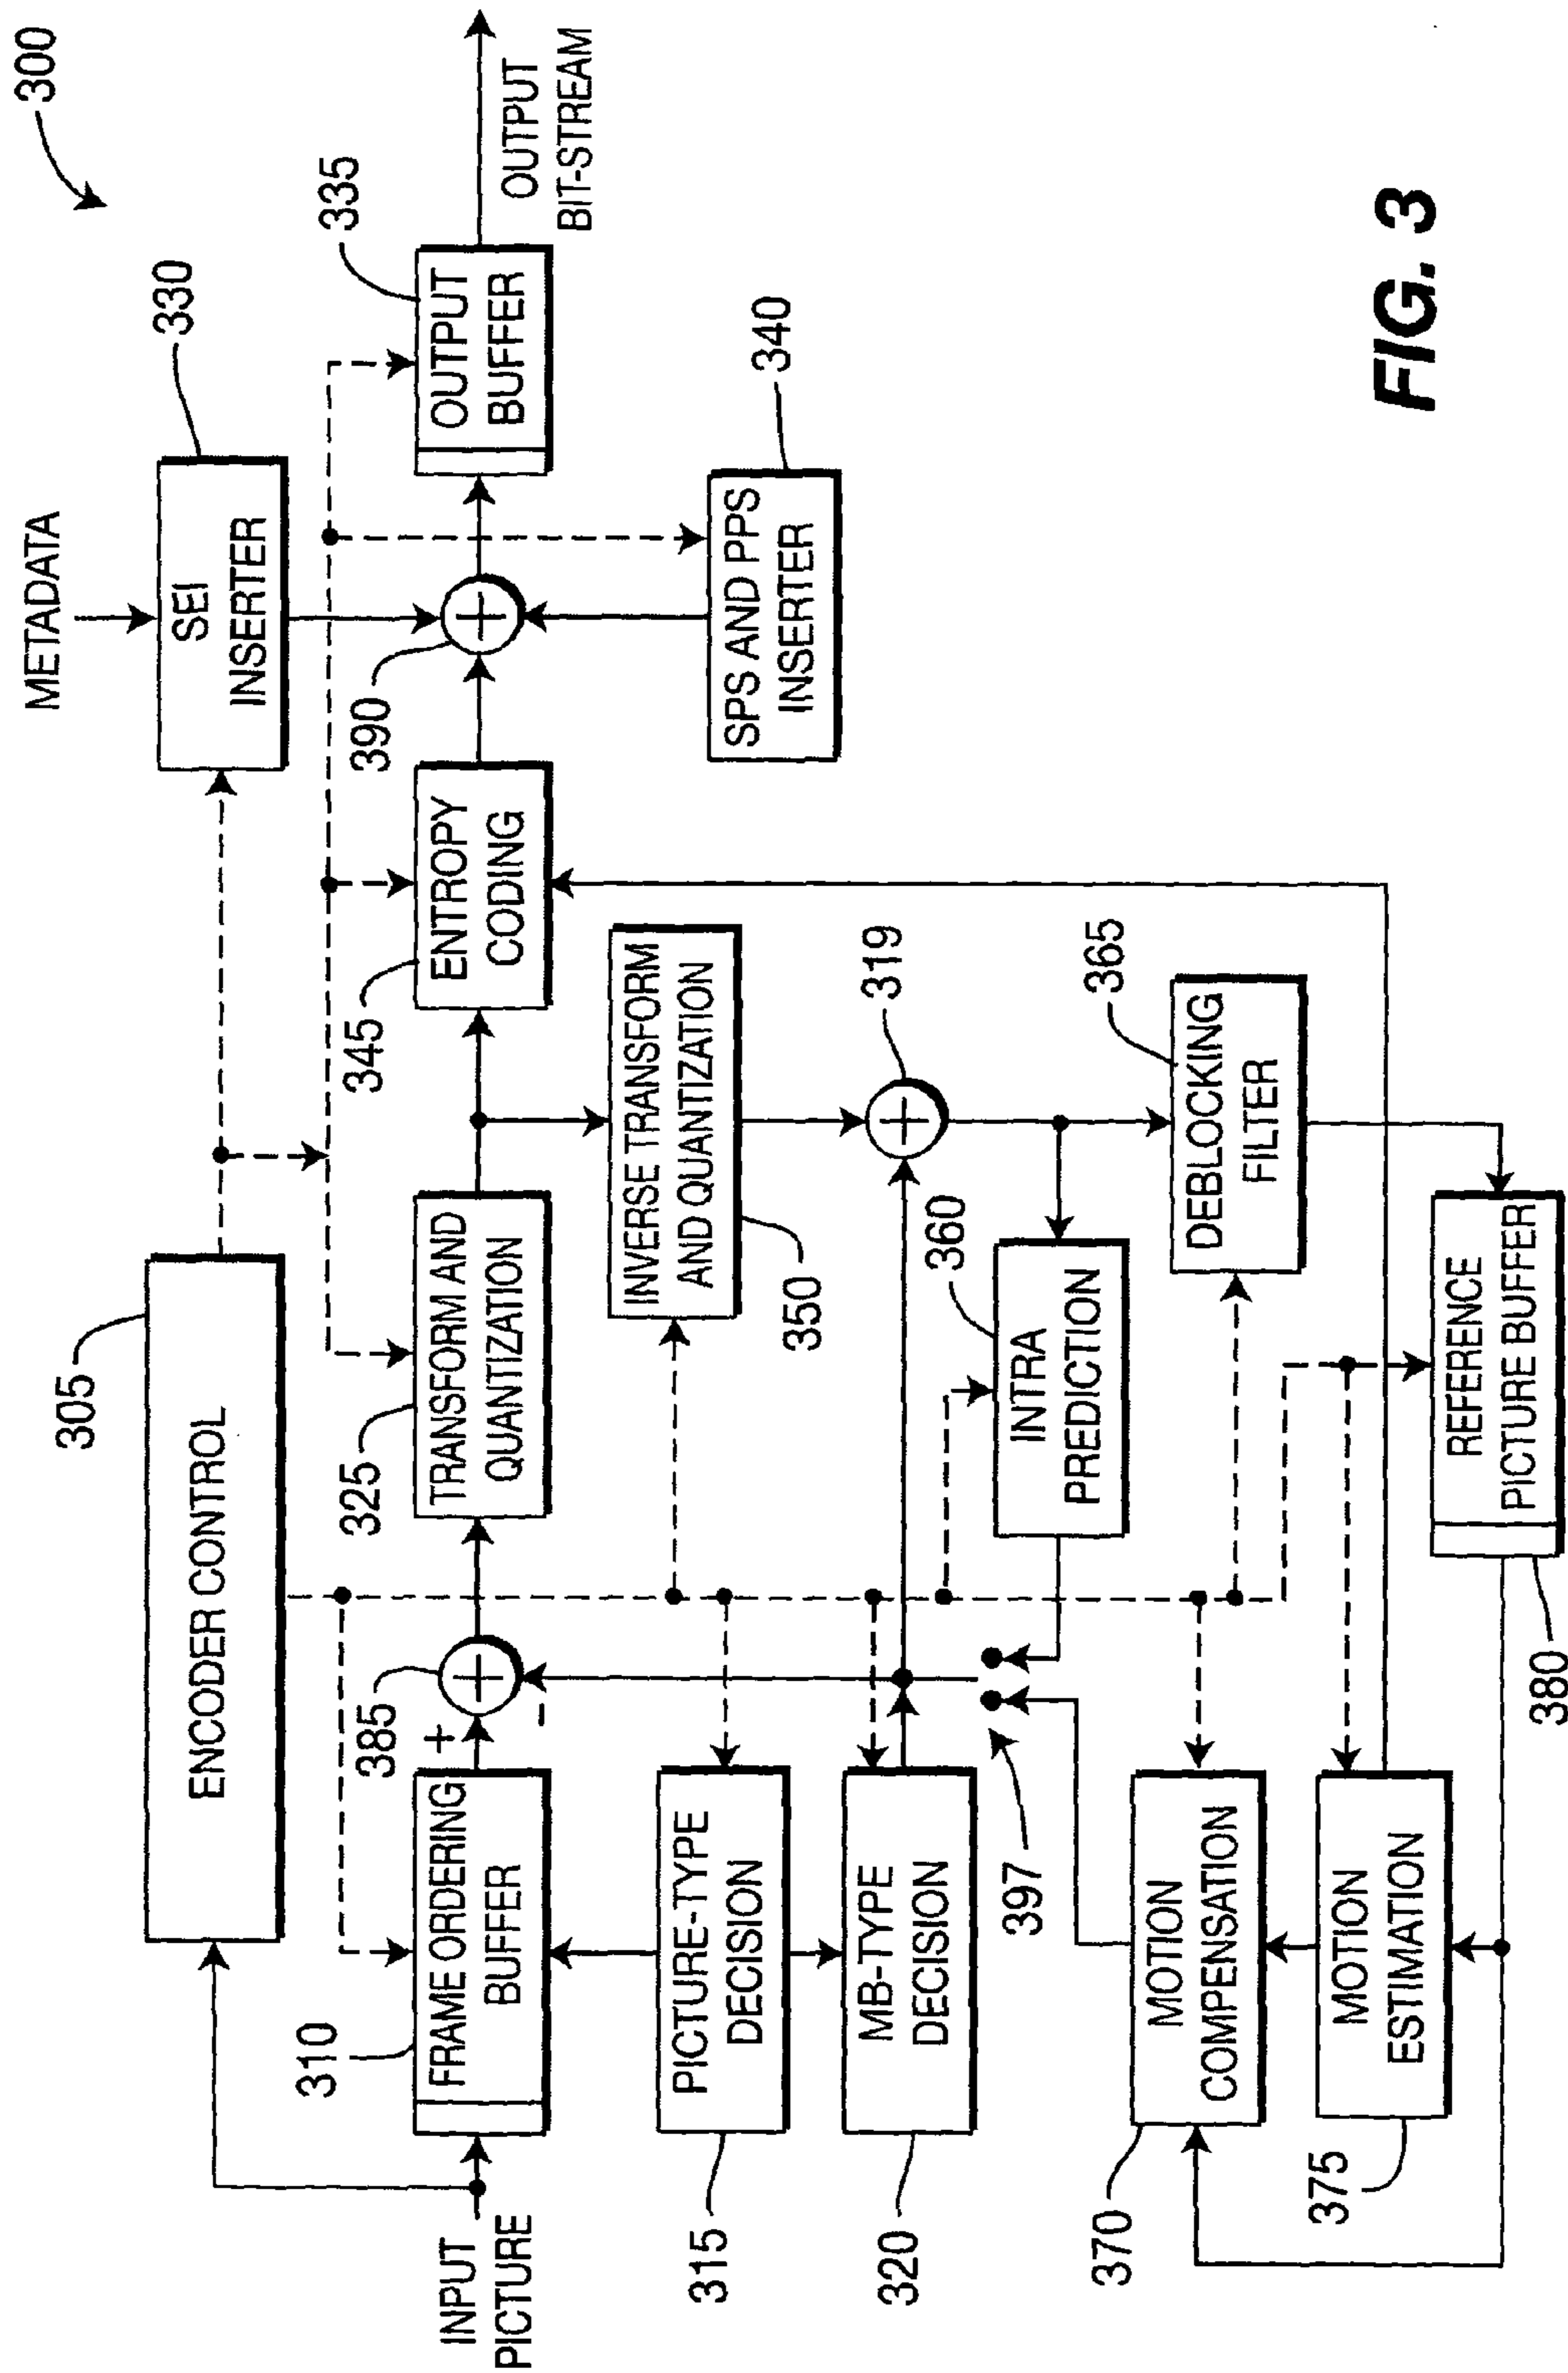 300
METADATA
330
SEI
INSERTER
305
ENCODER CONTROL
335
OUTPUT
BUFFER
OUTPUT
BIT-STREAM
390
345
ENTROPY
CODING
325
TRANSFORM AND
QUANTIZATION
385
+
-
310
FRAME ORDERING
BUFFER
INPUT
PICTURE
340
SPS AND PPS
INSERTER
INVERSE TRANSFORM
AND QUANTIZATION
350
315
PICTURE-TYPE
DECISION
319
320
MB-TYPE
DECISION
360
INTRA
PREDICTION
397
365
DEBLOCKING
FILTER
370
MOTION
COMPENSATION
375
MOTION
ESTIMATION
REFERENCE
PICTURE BUFFER
380
FIG. 3